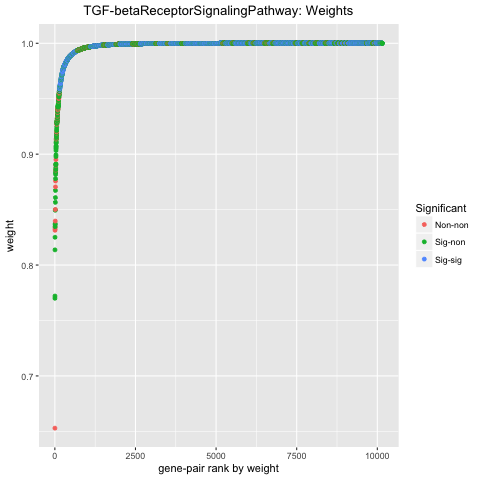 TGF-betaReceptorSignalingPathway: Weights
1.0
0.9
0.8
0.7
weight
0
2500
5000
7500
10000
gene-pair rank by weight
Significant
Non-non
Sig-non
Sig-sig